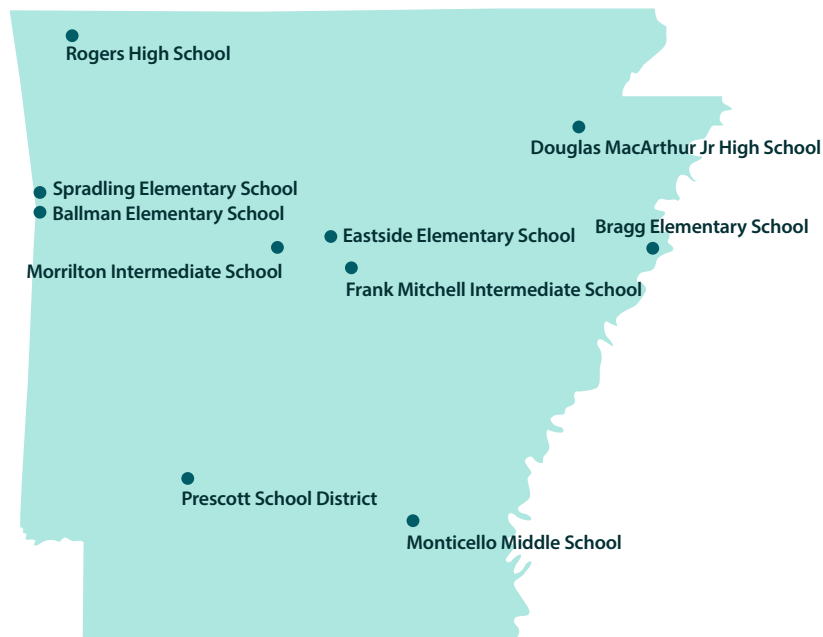 Rogers High School
Douglas MacArthur Jr High School
Spradling Elementary School
Ballman Elementary School
Bragg Elementary School
Eastside Elementary School
Morrilton Intermediate School
Frank Mitchell Intermediate School
Prescott School District
Monticello Middle School